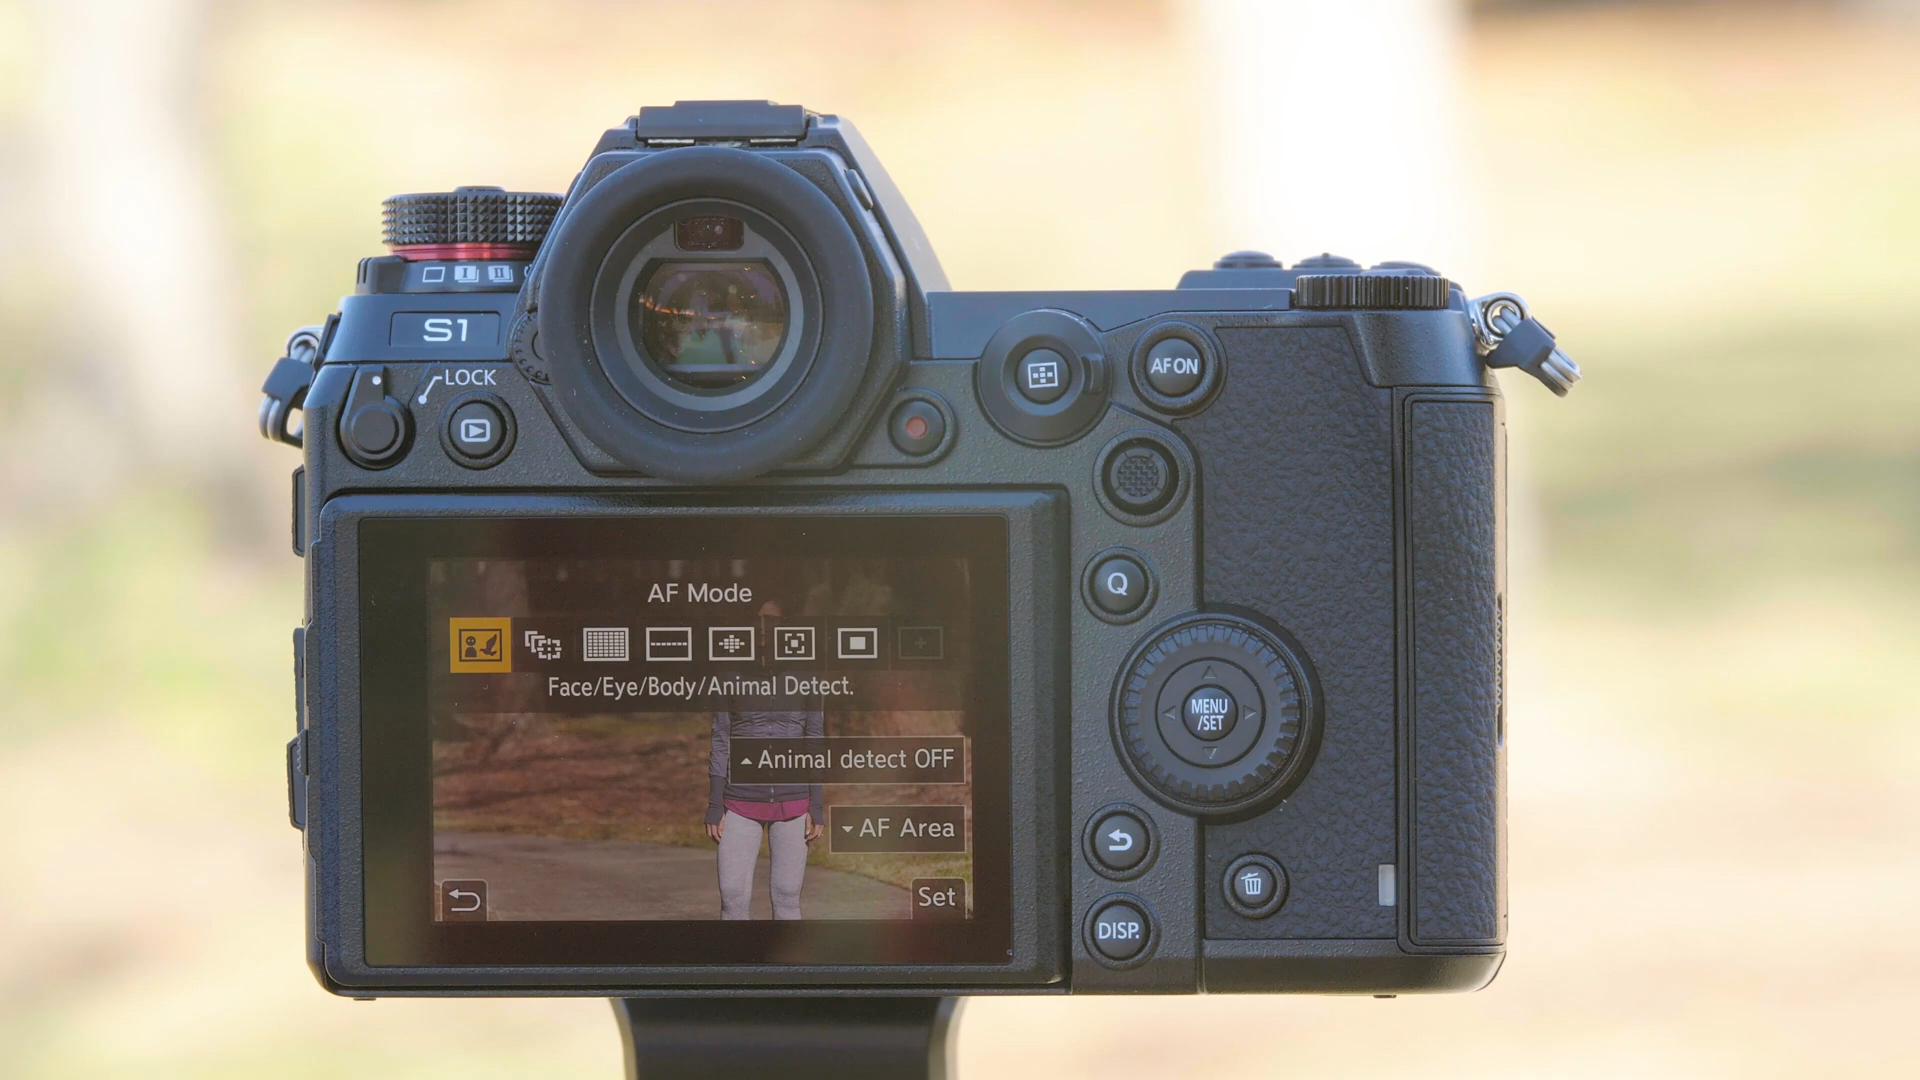 I II
S1
LOCK
AF ON
Q
MENU
/SET
DISP.
AF Mode
Face/Eye/Body/Animal Detect.
Animal detect OFF
AF Area
Set